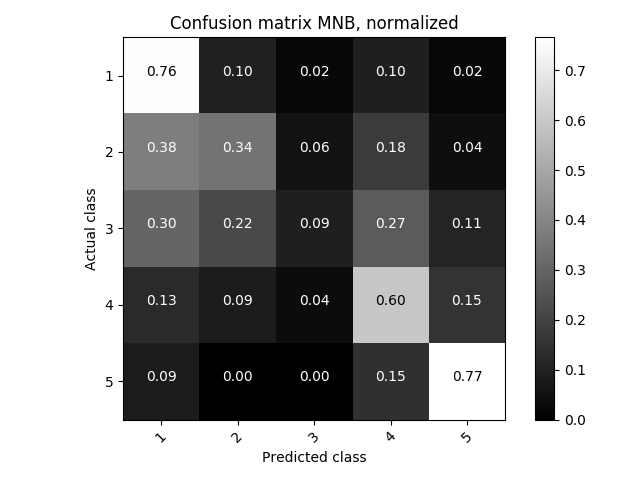 Confusion matrix MNB, normalized
1 0.76 0.10 0.02 0.10 0.02
2 0.38 0.34 0.06 0.18 0.04
3 0.30 0.22 0.09 0.27 0.11
4 0.13 0.09 0.04 0.60 0.15
5 0.09 0.00 0.00 0.15 0.77
1 2 3 4 5
Predicted class
Actual class
0.7
0.6
0.5
0.4
0.3
0.2
0.1
0.0